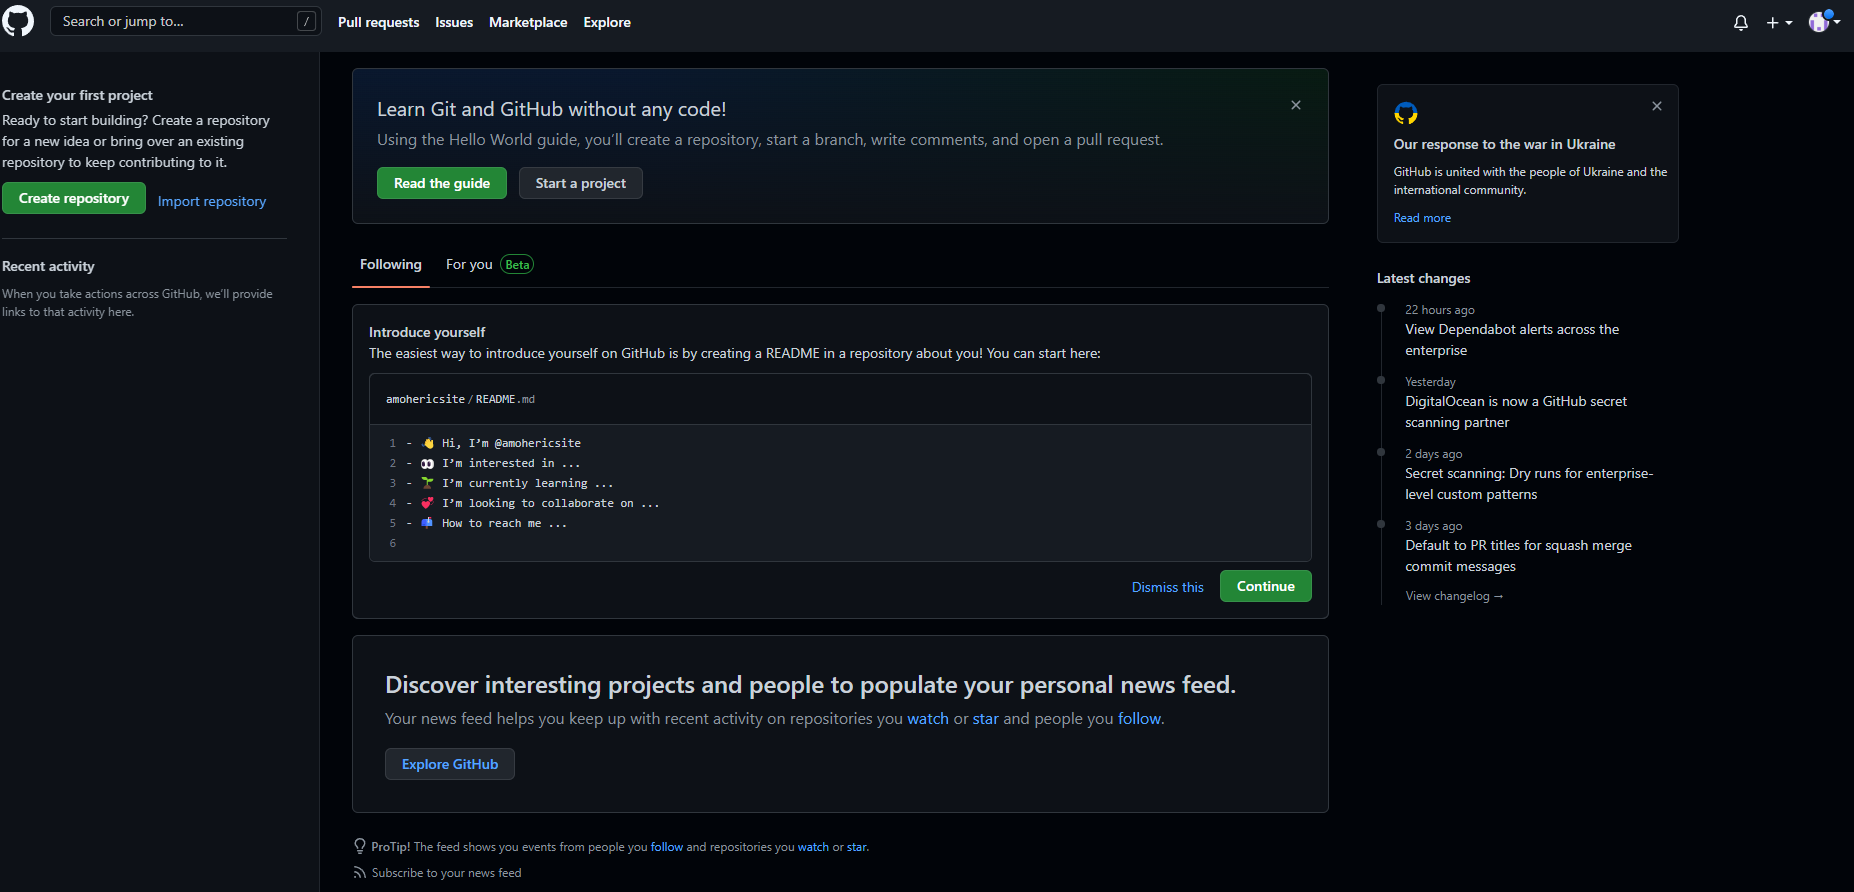 Search or jump to...
/
Pull requests
Issues
Marketplace
Explore
Create your first project
Ready to start building? Create a repository
for a new idea or bring over an existing
repository to keep contributing to it.
Create repository
Import repository
Recent activity
When you take actions across GitHub, we'll provide
links to that activity here.
Learn Git and GitHub without any code!
Using the Hello World guide, you'll create a repository, start a branch, write comments, and open a pull request.
Read the guide
Start a project
Following
For you
Beta
Introduce yourself
The easiest way to introduce yourself on GitHub is by creating a README in a repository about you! You can start here:
amohericsite / README.md
1 - 👋 Hi, I'm @amohericsite
2 - 👀 I'm interested in ...
3 - 🌱 I'm currently learning ...
4 - 💞️ I'm looking to collaborate on ...
5 - 📫 How to reach me ...
6
Dismiss this
Continue
Discover interesting projects and people to populate your personal news feed.
Your news feed helps you keep up with recent activity on repositories you watch or star and people you follow.
Explore GitHub
ProTip! The feed shows you events from people you follow and repositories you watch or star.
Subscribe to your news feed
Our response to the war in Ukraine
GitHub is united with the people of Ukraine and the
international community.
Read more
Latest changes
22 hours ago
View Dependabot alerts across the
enterprise
Yesterday
DigitalOcean is now a GitHub secret
scanning partner
2 days ago
Secret scanning: Dry runs for enterprise-
level custom patterns
3 days ago
Default to PR titles for squash merge
commit messages
View changelog →